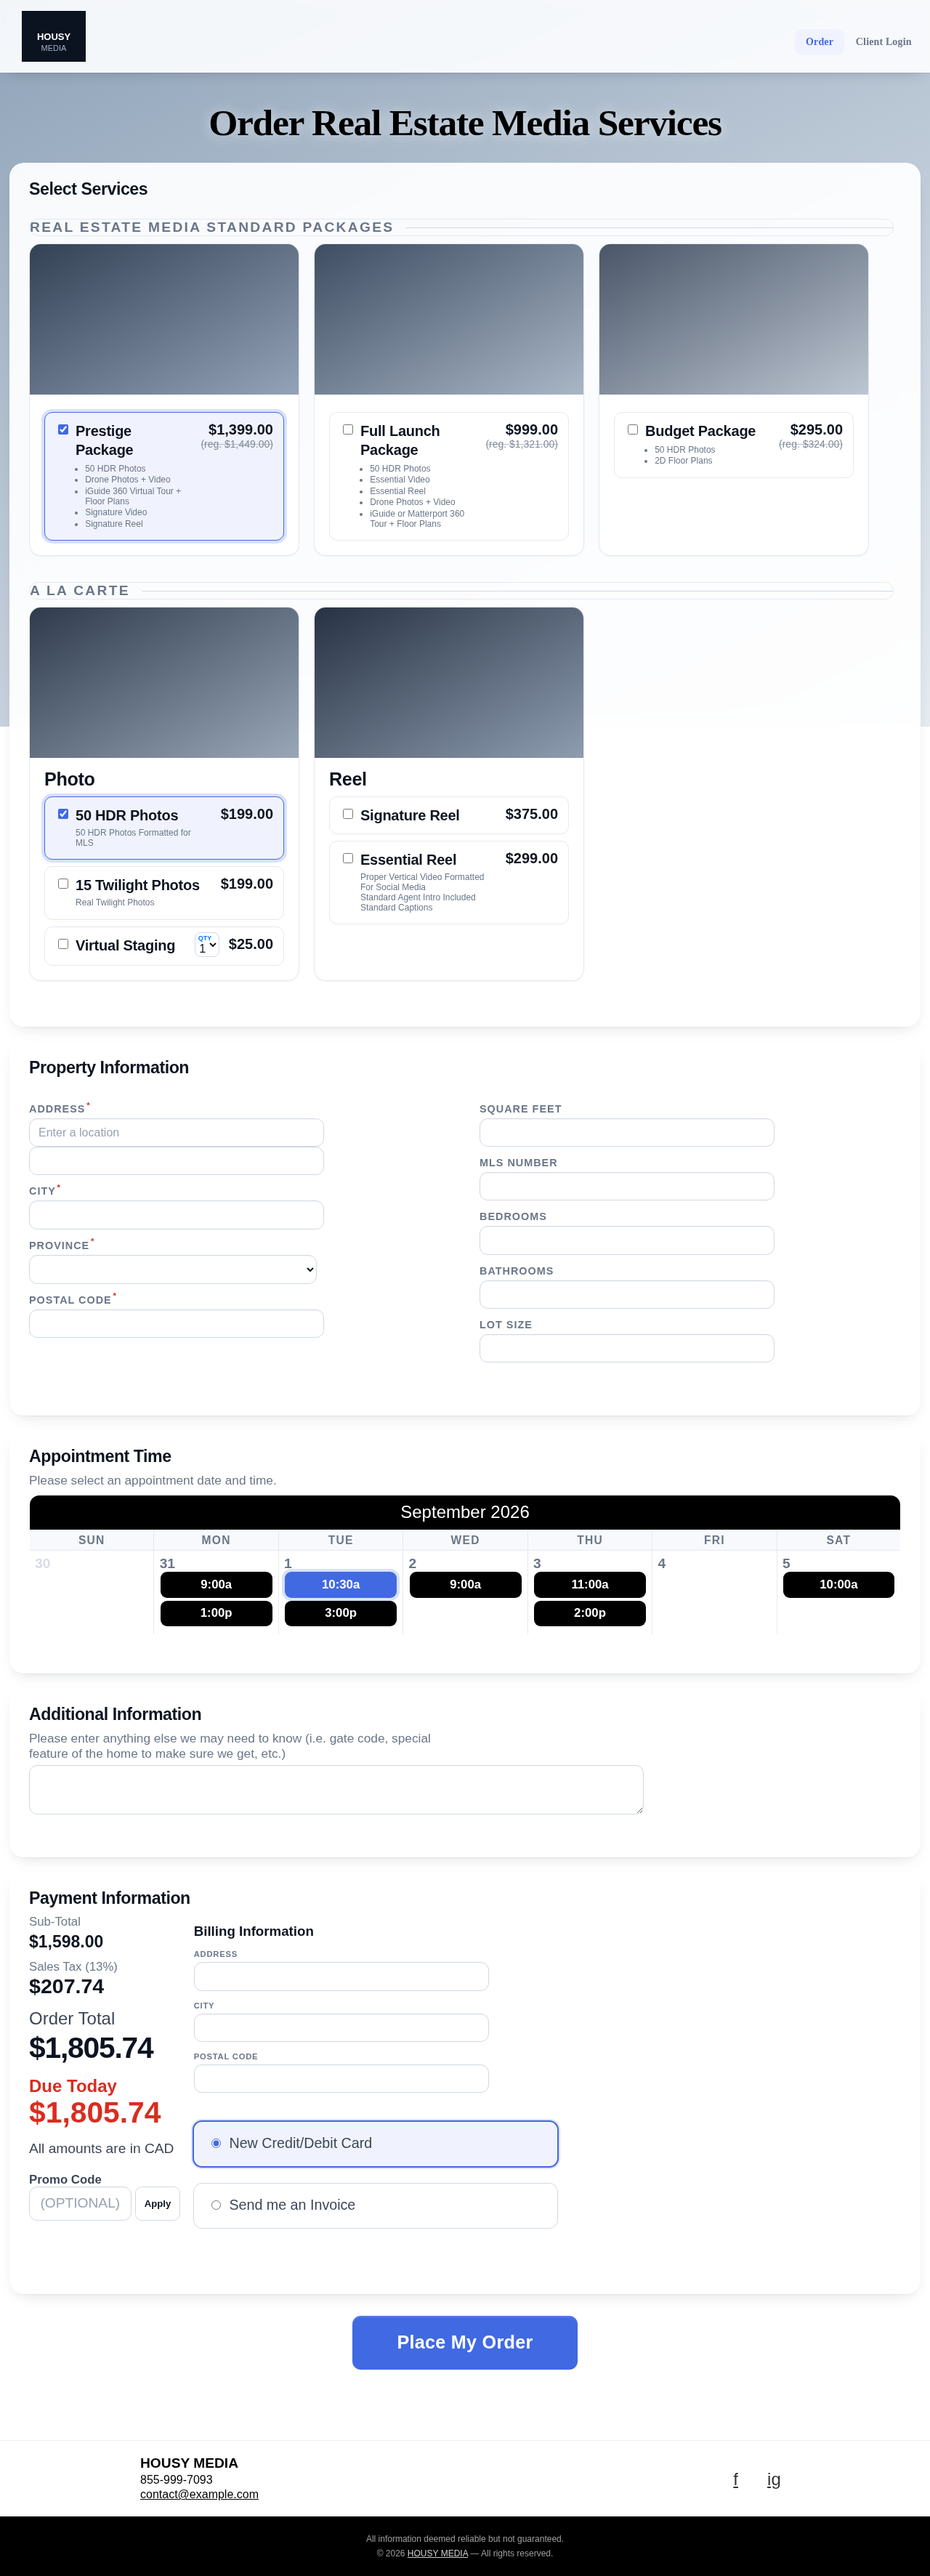 HOUSY
MEDIA
Order
Client Login
Order Real Estate Media Services
Select Services
REAL ESTATE MEDIA STANDARD PACKAGES
Prestige
Package
$1,399.00
(reg. $1,449.00)
50 HDR Photos
Drone Photos + Video
iGuide 360 Virtual Tour +
Floor Plans
Signature Video
Signature Reel
Full Launch
Package
$999.00
(reg. $1,321.00)
50 HDR Photos
Essential Video
Essential Reel
Drone Photos + Video
iGuide or Matterport 360
Tour + Floor Plans
Budget Package
$295.00
(reg. $324.00)
50 HDR Photos
2D Floor Plans
A LA CARTE
Photo
50 HDR Photos
$199.00
50 HDR Photos Formatted for
MLS
15 Twilight Photos
$199.00
Real Twilight Photos
Virtual Staging
QTY
1
$25.00
Reel
Signature Reel
$375.00
Essential Reel
$299.00
Proper Vertical Video Formatted
For Social Media
Standard Agent Intro Included
Standard Captions
Property Information
ADDRESS*
Enter a location
CITY*
PROVINCE*
POSTAL CODE*
SQUARE FEET
MLS NUMBER
BEDROOMS
BATHROOMS
LOT SIZE
Appointment Time
Please select an appointment date and time.
September 2026
SUN MON TUE WED THU FRI SAT
30 31 1 2 3 4 5
9:00a 10:30a 9:00a 11:00a 10:00a
1:00p 3:00p 2:00p
Additional Information
Please enter anything else we may need to know (i.e. gate code, special
feature of the home to make sure we get, etc.)
Payment Information
Sub-Total
$1,598.00
Sales Tax (13%)
$207.74
Order Total
$1,805.74
Due Today
$1,805.74
All amounts are in CAD
Promo Code
(OPTIONAL)
Apply
Billing Information
ADDRESS
CITY
POSTAL CODE
New Credit/Debit Card
Send me an Invoice
Place My Order
HOUSY MEDIA
855-999-7093
contact@example.com
f
ig
All information deemed reliable but not guaranteed.
© 2026 HOUSY MEDIA — All rights reserved.